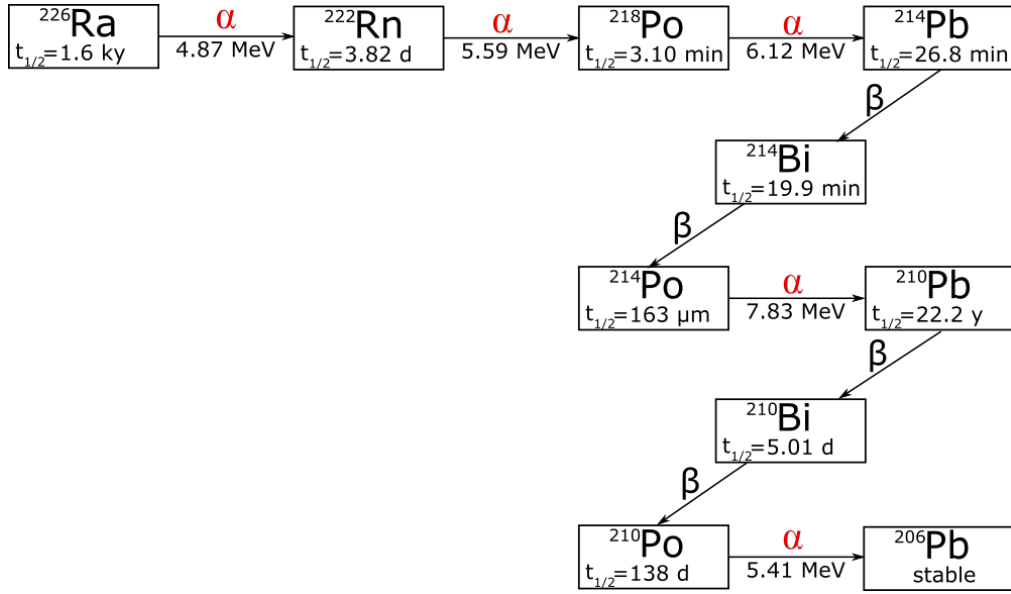 α α α
²²⁶Ra ²²²Rn ²¹⁸Po ²¹⁴Pb
t₁/₂=1.6 ky 4.87 MeV t₁/₂=3.82 d 5.59 MeV t₁/₂=3.10 min 6.12 MeV t₁/₂=26.8 min
β
²¹⁴Bi
t₁/₂=19.9 min
β
²¹⁴Po α ²¹⁰Pb
t₁/₂=163 μm 7.83 MeV t₁/₂=22.2 y
β
²¹⁰Bi
t₁/₂=5.01 d
β
²¹⁰Po α ²⁰⁶Pb
t₁/₂=138 d 5.41 MeV stable